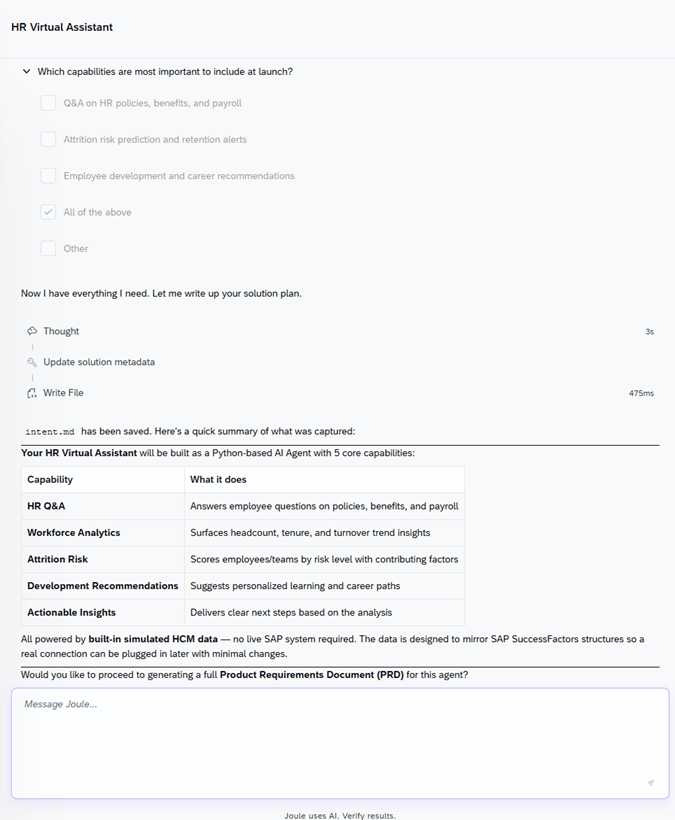 HR Virtual Assistant
Which capabilities are most important to include at launch?
Q&A on HR policies, benefits, and payroll
Attrition risk prediction and retention alerts
Employee development and career recommendations
All of the above
Other
Now I have everything I need. Let me write up your solution plan.
Thought 3s
Update solution metadata
Write File 475ms
intent.md has been saved. Here's a quick summary of what was captured:
Your HR Virtual Assistant will be built as a Python-based AI Agent with 5 core capabilities:
Capability What it does
HR Q&A Answers employee questions on policies, benefits, and payroll
Workforce Analytics Surfaces headcount, tenure, and turnover trend insights
Attrition Risk Scores employees/teams by risk level with contributing factors
Development Recommendations Suggests personalized learning and career paths
Actionable Insights Delivers clear next steps based on the analysis
All powered by built-in simulated HCM data — no live SAP system required. The data is designed to mirror SAP SuccessFactors structures so a
real connection can be plugged in later with minimal changes.
Would you like to proceed to generating a full Product Requirements Document (PRD) for this agent?
Message Joule...
Joule uses AI. Verify results.